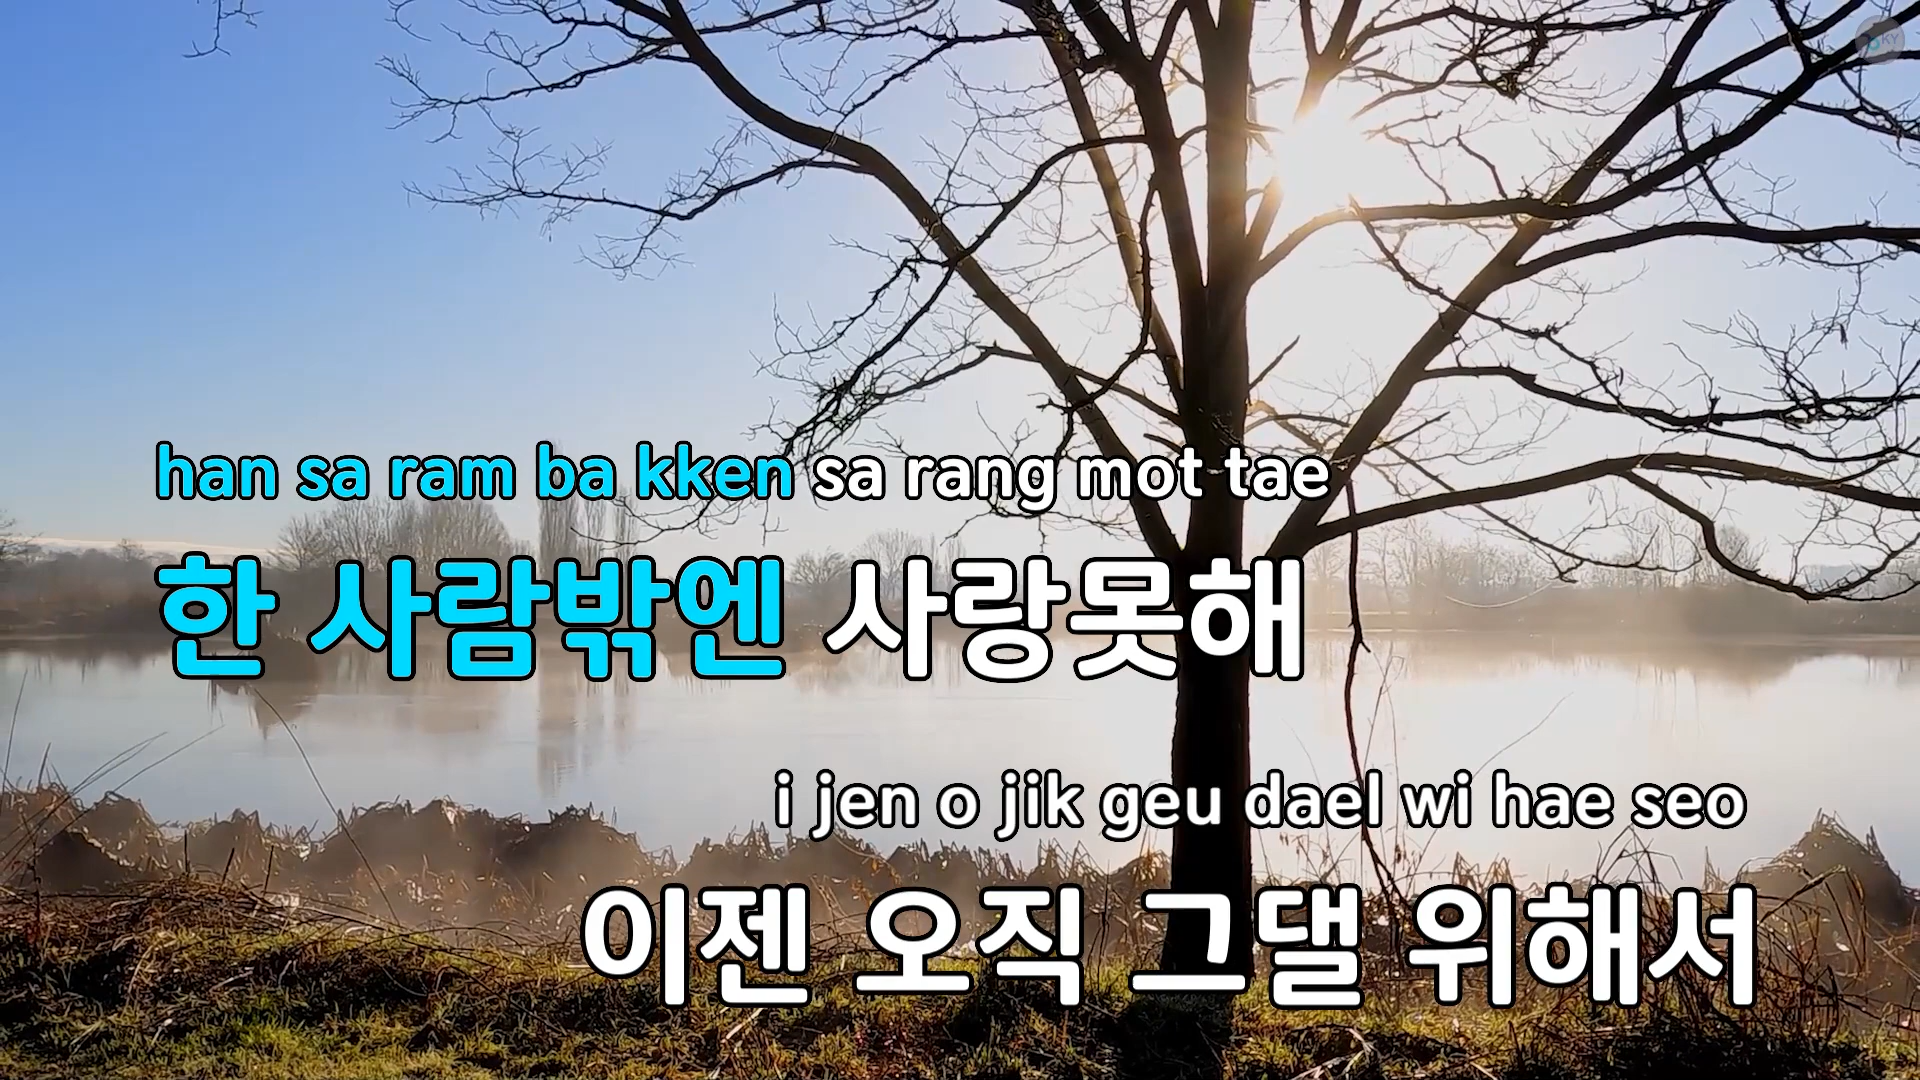 KY
han sa ram ba kken sa rang mot tae
한 사람밖엔 사랑못해
i jen o jik geu dael wi hae seo
이젠 오직 그댈 위해서